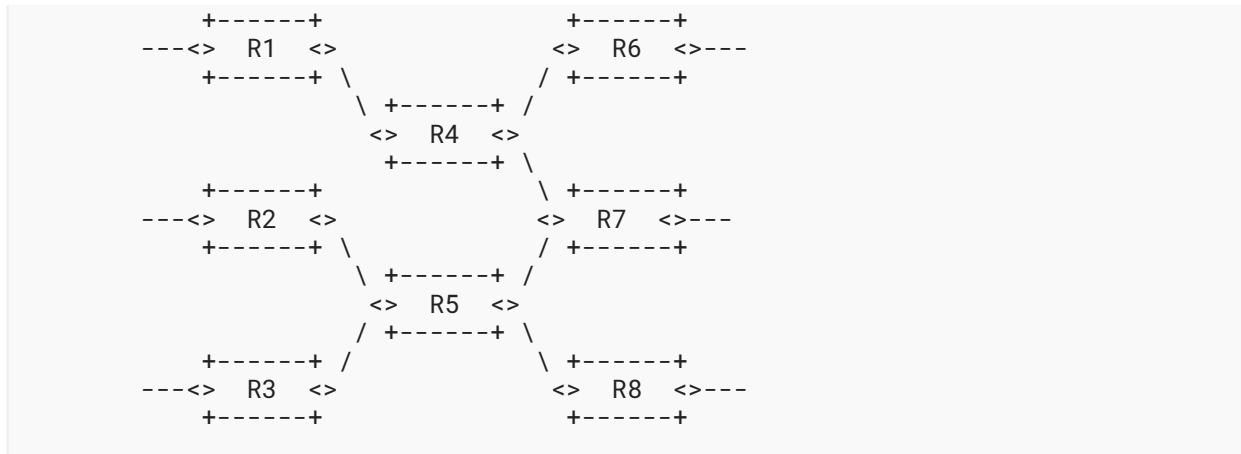 +------+                 +------+
---<>  R1  <>               <>  R6  <>---
    +------+ \             / +------+
              \ +------+ /
               <>  R4  <>
                +------+ \
    +------+              \ +------+
---<>  R2  <>              <>  R7  <>---
    +------+ \            / +------+
              \ +------+ /
               <>  R5  <>
              / +------+ \
    +------+ /            \ +------+
---<>  R3  <>              <>  R8  <>---
    +------+                +------+